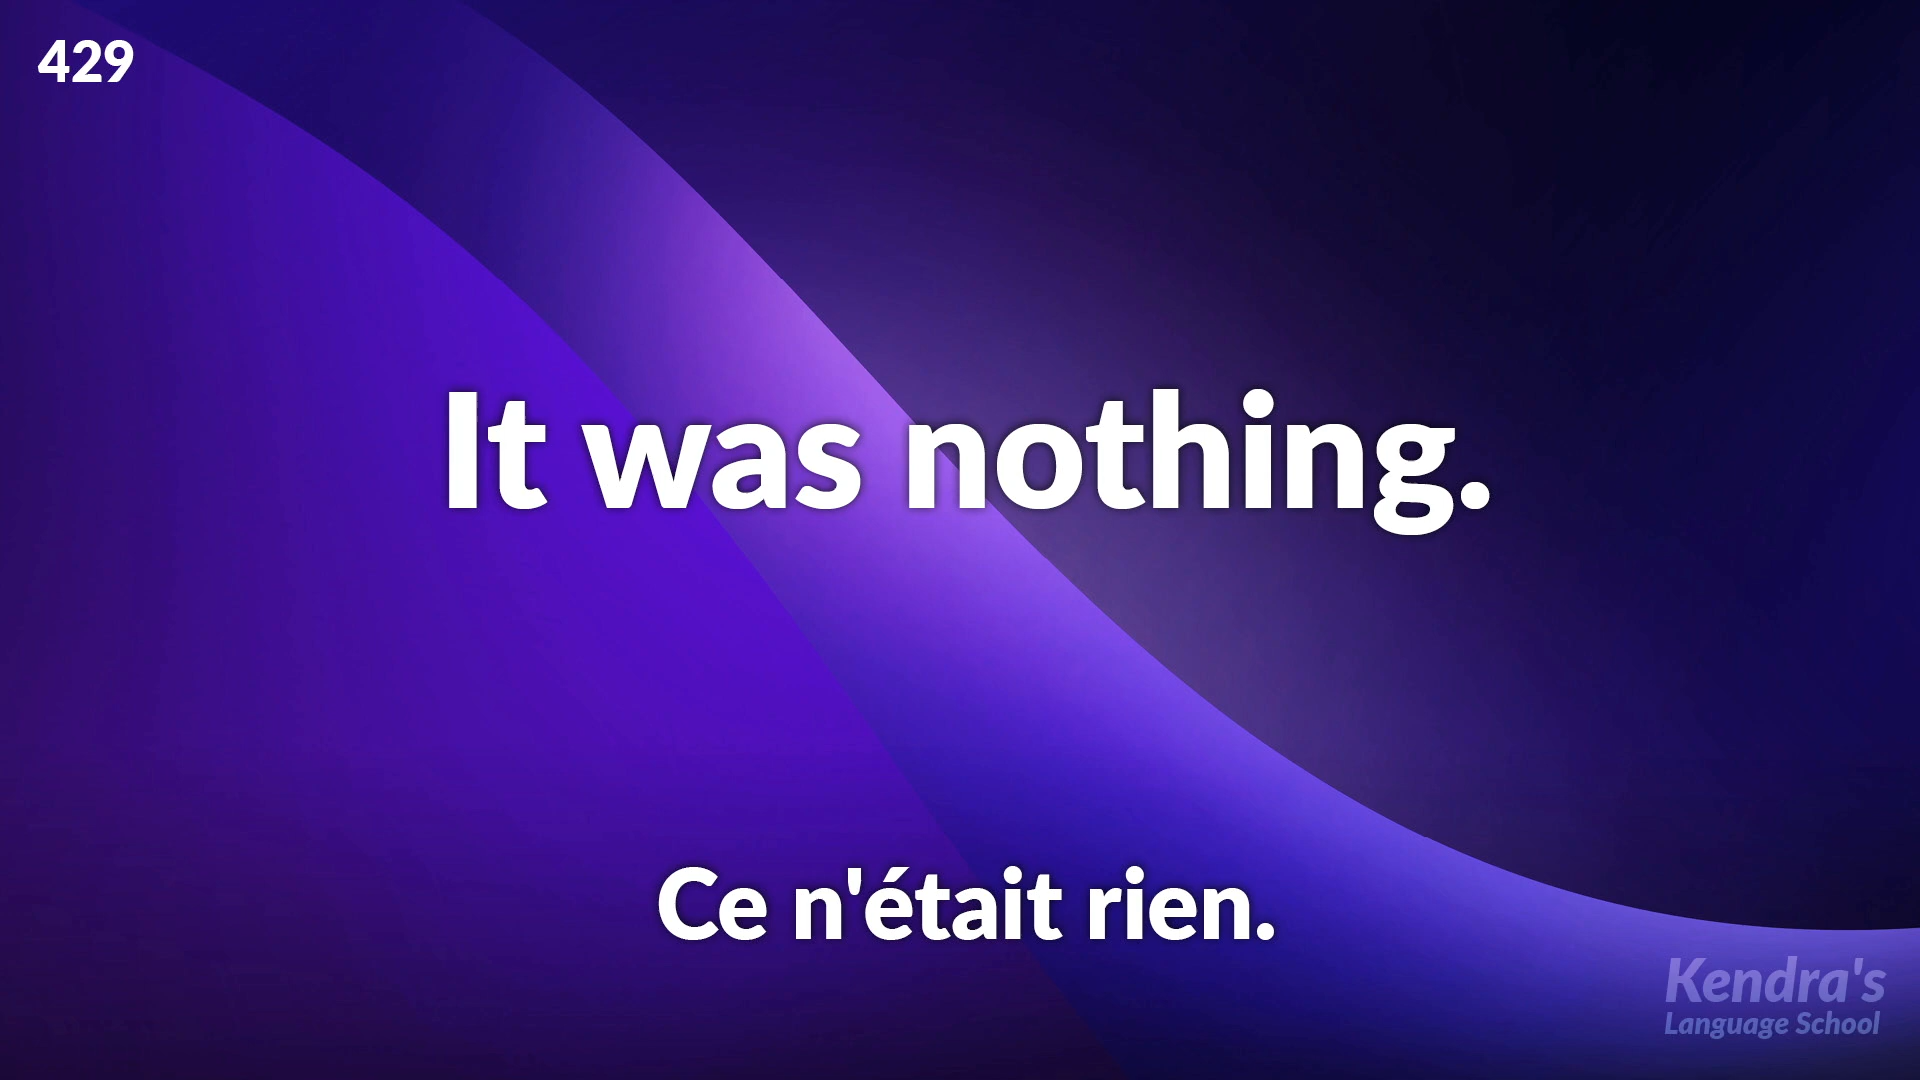 429
It was nothing.
Ce n'était rien.
Kendra's
Language School